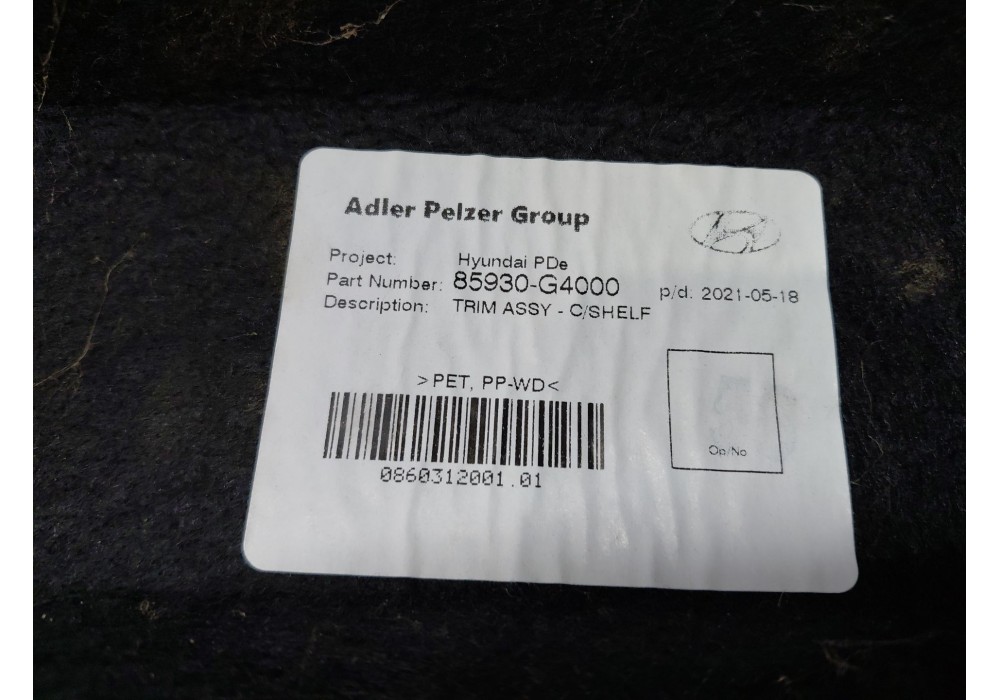 Adler Pelzer Group
Project: Hyundai PDe
Part Number: 85930-G4000 p/d: 2021-05-18
Description: TRIM ASSY - C/SHELF
>PET, PP-WD<
0860312001.01
Op/No